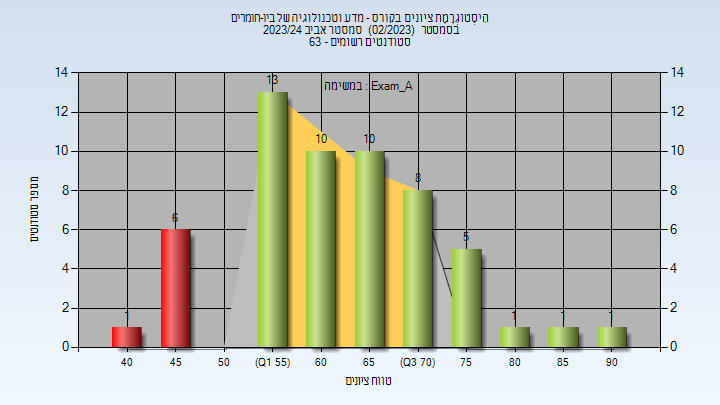 היסטוגרמת ציונים בקורס - מדע וטכנולוגיה של ביו-חומרים
בסמסטר (02/2023) סמסטר אביב 2023/24
סטודנטים רשומים - 63
במשימה : Exam_A
מספר סטודנטים
14 14
12 12
10 10
8 8
6 6
4 4
2 2
0 0
1 6 13 10 10 8 5 1 1 1
40 45 50 (Q1 55) 60 65 (Q3 70) 75 80 85 90
טווח ציונים